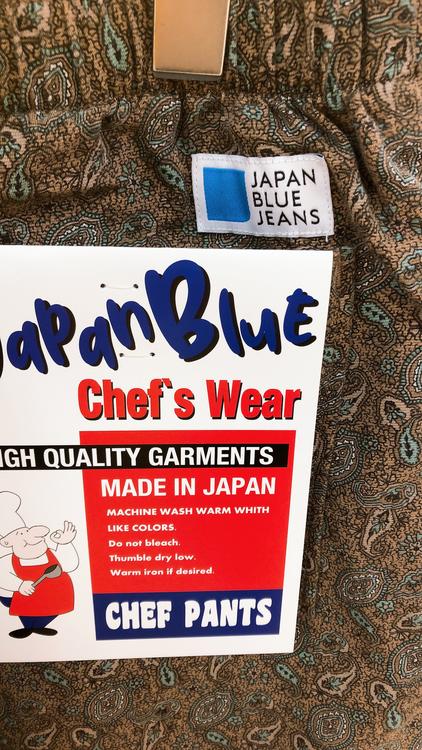 JAPAN
BLUE
JEANS
JapanBluE
Chef's Wear
IGH QUALITY GARMENTS
MADE IN JAPAN
MACHINE WASH WARM WHITH
LIKE COLORS.
Do not bleach.
Thumble dry low.
Warm iron if desired.
CHEF PANTS